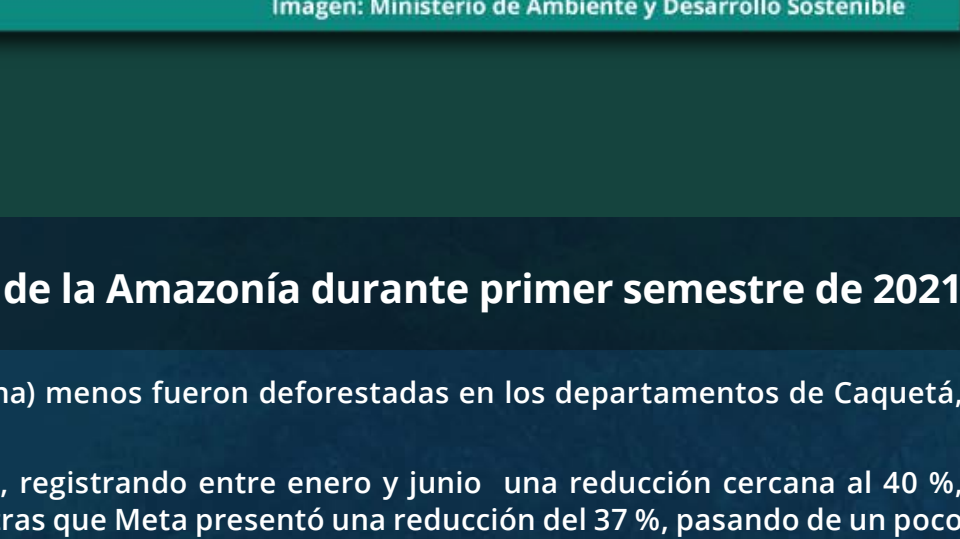 Imagen: Ministerio de Ambiente y Desarrollo Sostenible
de la Amazonía durante primer semestre de 2021
ha) menos fueron deforestadas en los departamentos de Caquetá,
, registrando entre enero y junio una reducción cercana al 40 %,
tras que Meta presentó una reducción del 37 %, pasando de un poco